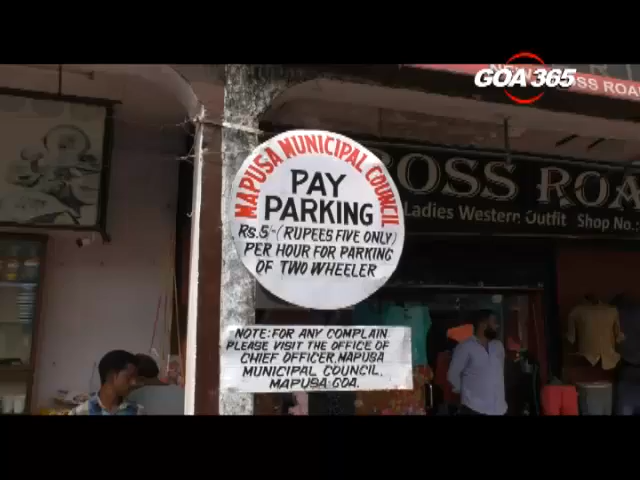 GOA 365
OSS ROA
MAPUSA MUNICIPAL COUNCIL
PAY
PARKING
RS.5/-(RUPEES FIVE ONLY)
PER HOUR FOR PARKING
OF TWO WHEELER
ROSS ROA
Ladies Western Outfit Shop No.:
NOTE:FOR ANY COMPLAIN
PLEASE VISIT THE OFFICE OF
CHIEF OFFICER,MAPUSA
MUNICIPAL COUNCIL,
MAPUSA GOA.